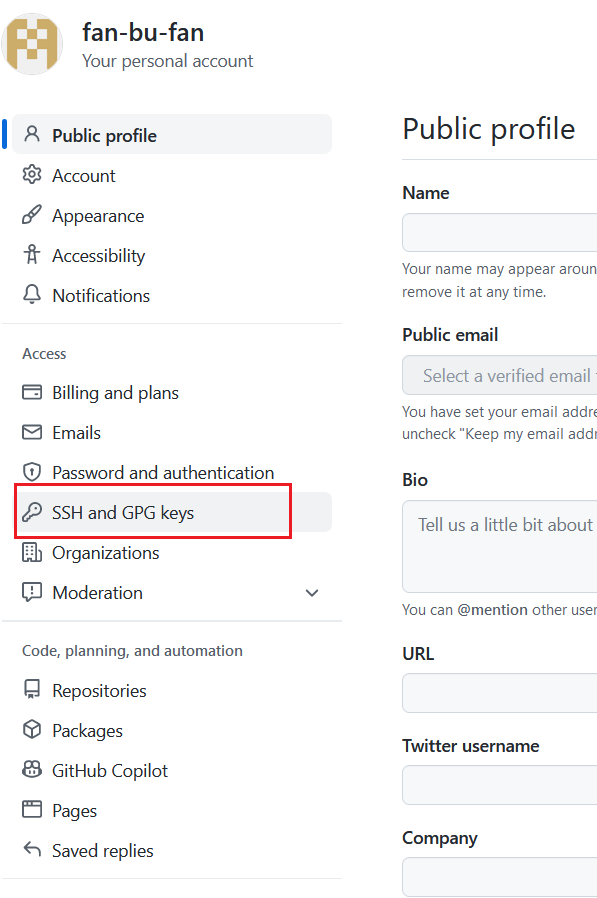 fan-bu-fan
Your personal account
Public profile
Account
Appearance
Accessibility
Notifications
Access
Billing and plans
Emails
Password and authentication
SSH and GPG keys
Organizations
Moderation
Code, planning, and automation
Repositories
Packages
GitHub Copilot
Pages
Saved replies
Public profile
Name
Your name may appear aroun
remove it at any time.
Public email
Select a verified email
You have set your email addre
uncheck "Keep my email addr
Bio
Tell us a little bit about
You can @mention other user
URL
Twitter username
Company